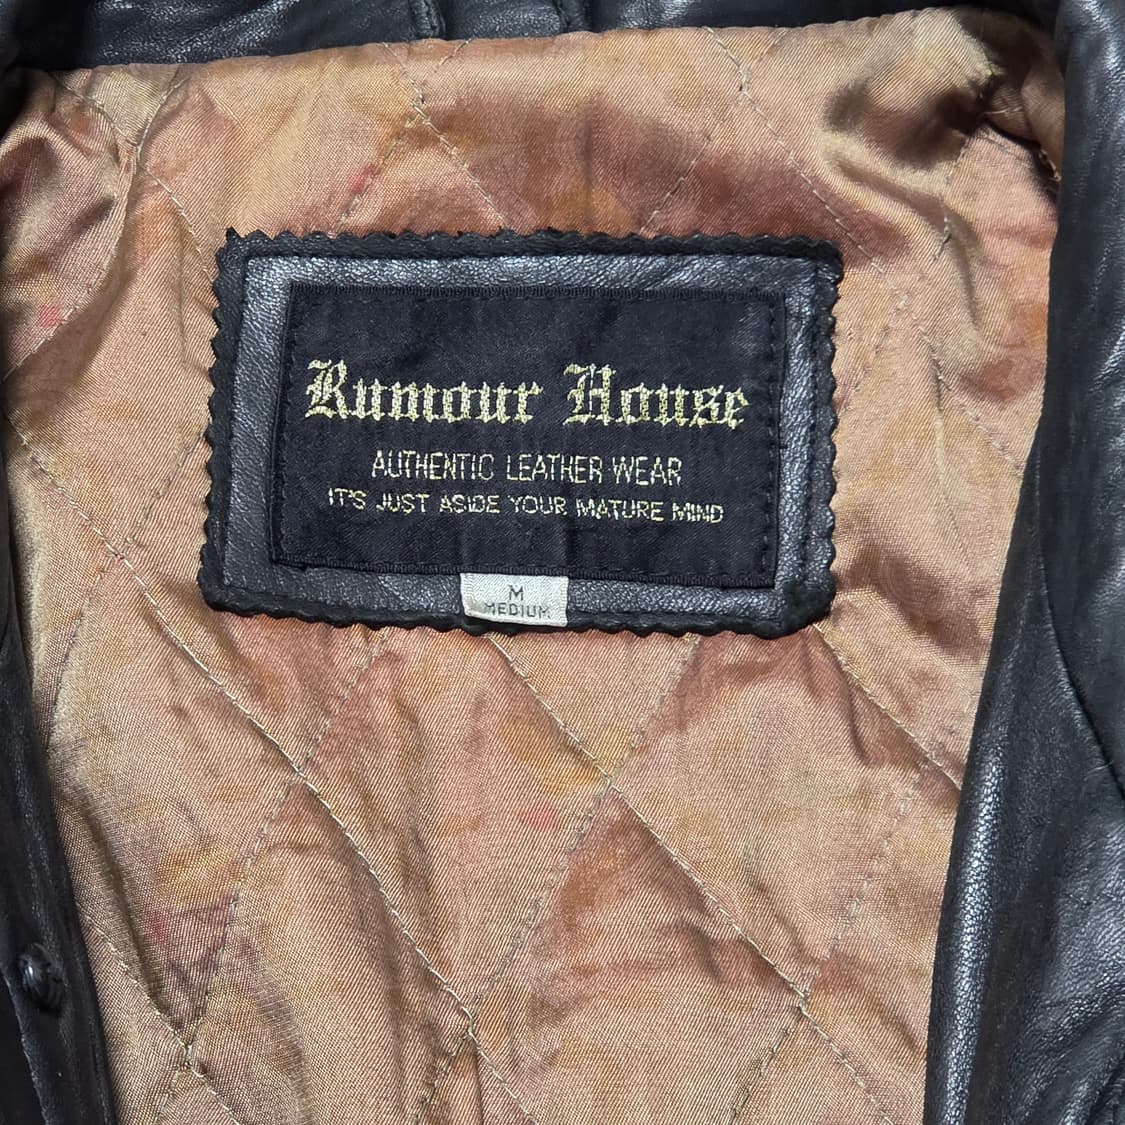 Rumour House
AUTHENTIC LEATHER WEAR
IT'S JUST ASIDE YOUR MATURE MIND
M
MEDIUM